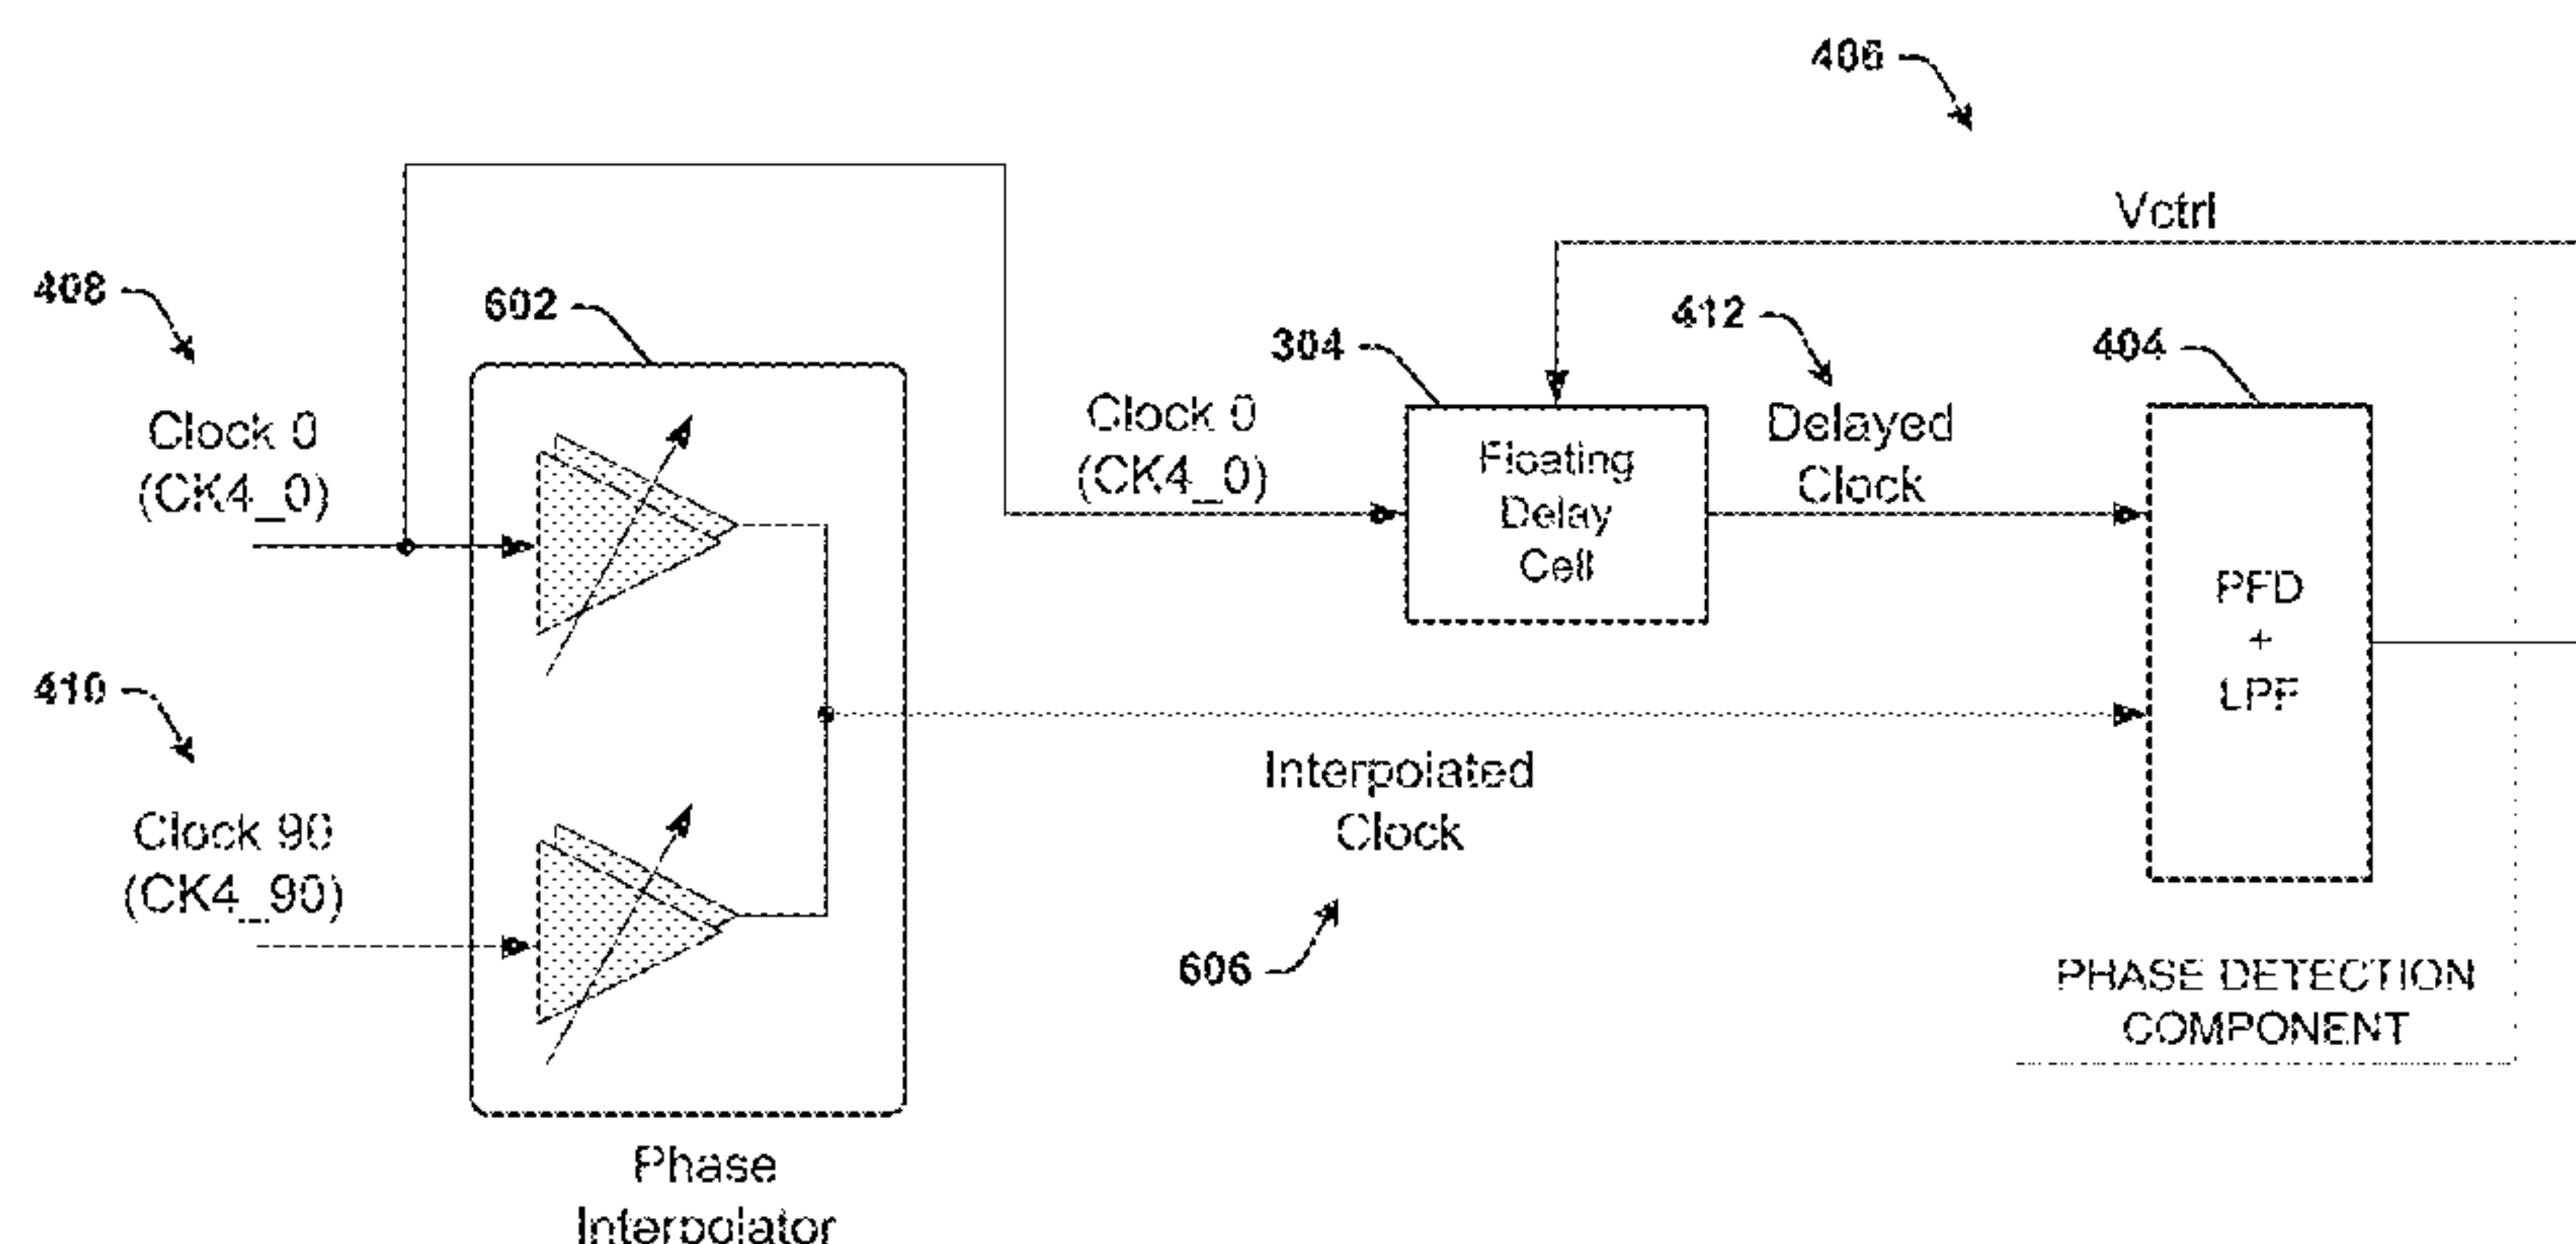 406
Vctrl
408
602
412
304
404
Clock 0
(CK4_0)
Clock 0
(CK4_0)
Delayed
Clock
Floating
Delay
Cell
PFD
+
LPF
410
Interpolated
Clock
Clock 90
(CK4_90)
606
PHASE DETECTION
COMPONENT
Phase
Interpolator